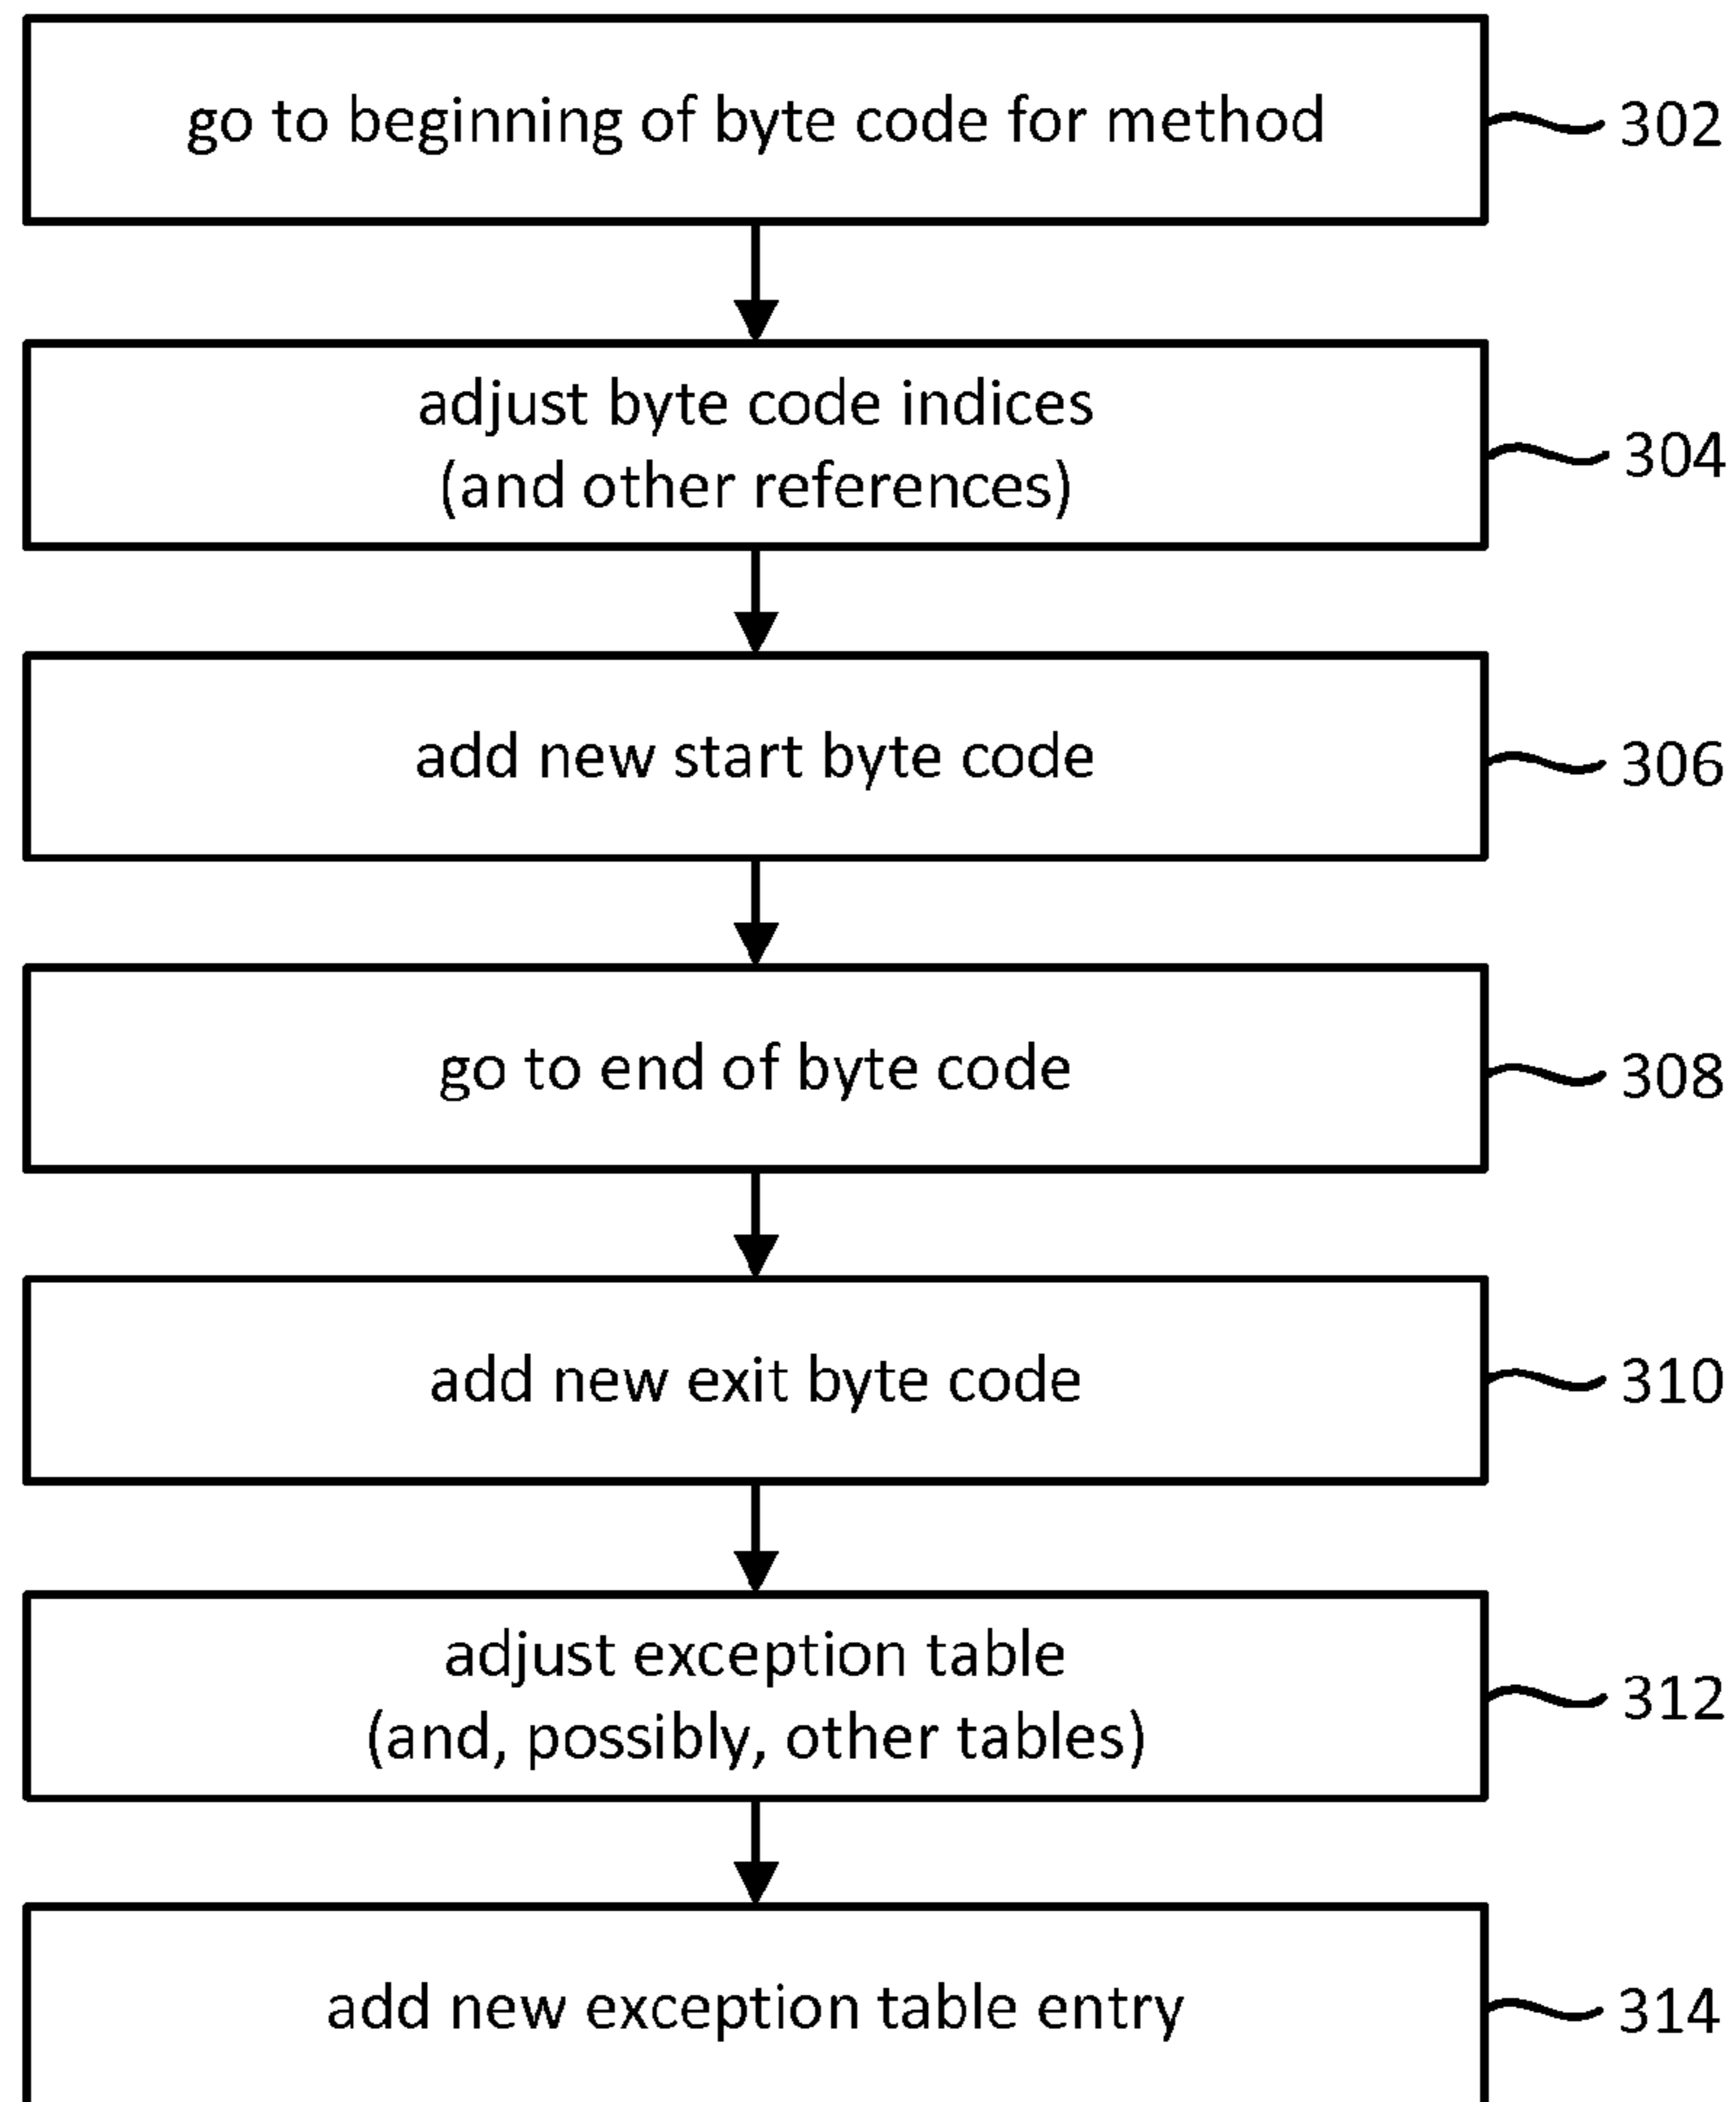 go to beginning of byte code for method
302
adjust byte code indices
(and other references)
304
add new start byte code
306
go to end of byte code
308
add new exit byte code
310
adjust exception table
(and, possibly, other tables)
312
add new exception table entry
314